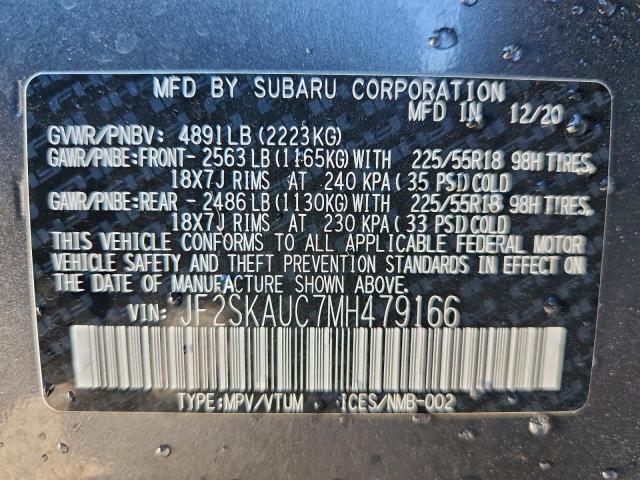 MFD BY SUBARU CORPORATION
MFD IN 12/20
GVWR/PNBV: 4891LB (2223KG)
GAWR/PNBE:FRONT- 2563 LB (1165KG) WITH 225/55R18 98H TIRES,
18X7J RIMS AT 240 KPA ( 35 PSI) COLD
GAWR/PNBE:REAR - 2486 LB (1130KG) WITH 225/55R18 98H TIRES,
18X7J RIMS AT 230 KPA ( 33 PSI) COLD
THIS VEHICLE CONFORMS TO ALL APPLICABLE FEDERAL MOTOR
VEHICLE SAFETY AND THEFT PREVENTION STANDARDS IN EFFECT ON
THE DATE OF MANUFACTURE SHOWN ABOVE.
VIN: JF2SKAUC7MH479166
TYPE:MPV/VTUM ICES/NMB-002